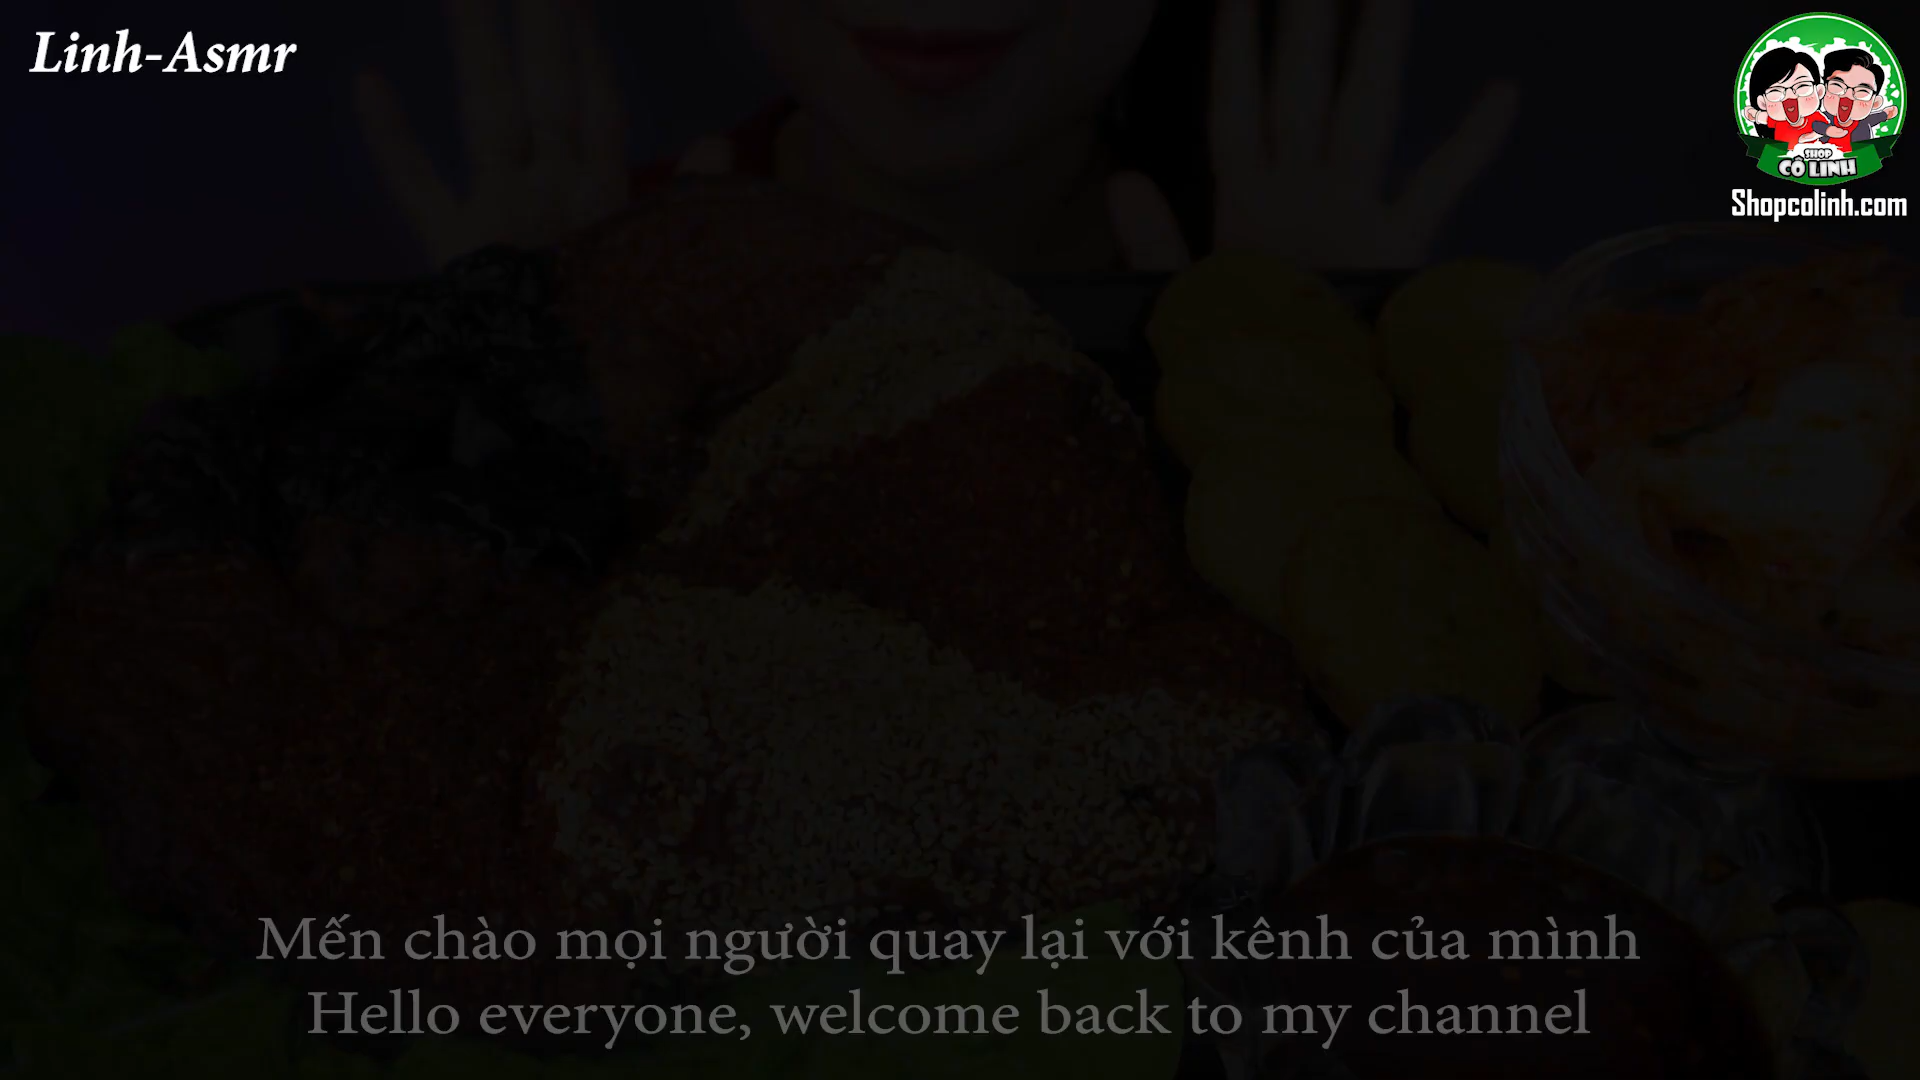 Linh-Asmr
SHOP
CÔ LINH
Shopcolinh.com
Mến chào mọi người quay lại với kênh của mình
Hello everyone, welcome back to my channel